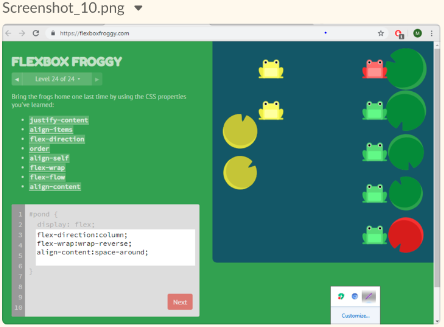 Screenshot_10.png
https://flexboxfroggy.com
FLEXBOX FROGGY
Level 24 of 24
Bring the frogs home one last time by using the CSS properties
you've learned:
justify-content
align-items
flex-direction
order
align-self
flex-wrap
flex-flow
align-content
1 #pond {
2 display: flex;
3 flex-direction:column;
4 flex-wrap:wrap-reverse;
5 align-content:space-around;
6
7 }
8
9
10
Next
Customize...